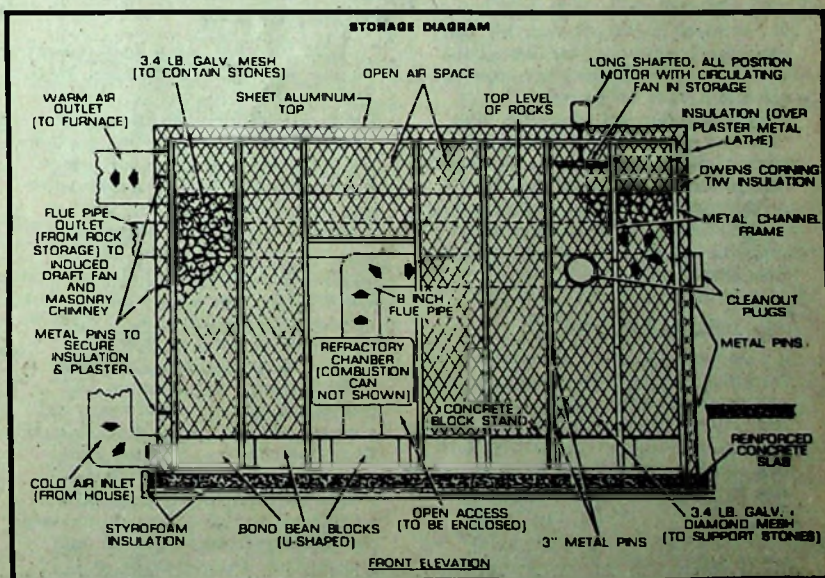 STORAGE DIAGRAM
3.4 LB. GALV. MESH
(TO CONTAIN STONES)
OPEN AIR SPACE
LONG SHAFTED, ALL POSITION
MOTOR WITH CIRCULATING
FAN IN STORAGE
WARM AIR
OUTLET
(TO FURNACE)
SHEET ALUMINUM
TOP
TOP LEVEL
OF ROCKS
INSULATION (OVER
PLASTER METAL
LATHE)
OWENS CORNING
TIW INSULATION
METAL CHANNEL
FRAME
FLUE PIPE
OUTLET
(FROM ROCK
STORAGE) TO
INDUCED
DRAFT FAN
AND
MASONRY
CHIMNEY
8 INCH
FLUE PIPE
CLEANOUT
PLUGS
METAL PINS TO
SECURE
INSULATION
& PLASTER
METAL PINS
REFRACTORY
CHANBER
(COMBUSTION
CAN
NOT SHOWN)
CONCRETE
BLOCK STAND
REINFORCED
CONCRETE
SLAB
COLD AIR INLET
(FROM HOUSE)
STYROFOAM
INSULATION
BOND BEAN BLOCKS
(U-SHAPED)
OPEN ACCESS
(TO BE ENCLOSED)
3" METAL PINS
3.4 LB. GALV.
DIAMOND MESH
(TO SUPPORT STONES)
FRONT ELEVATION